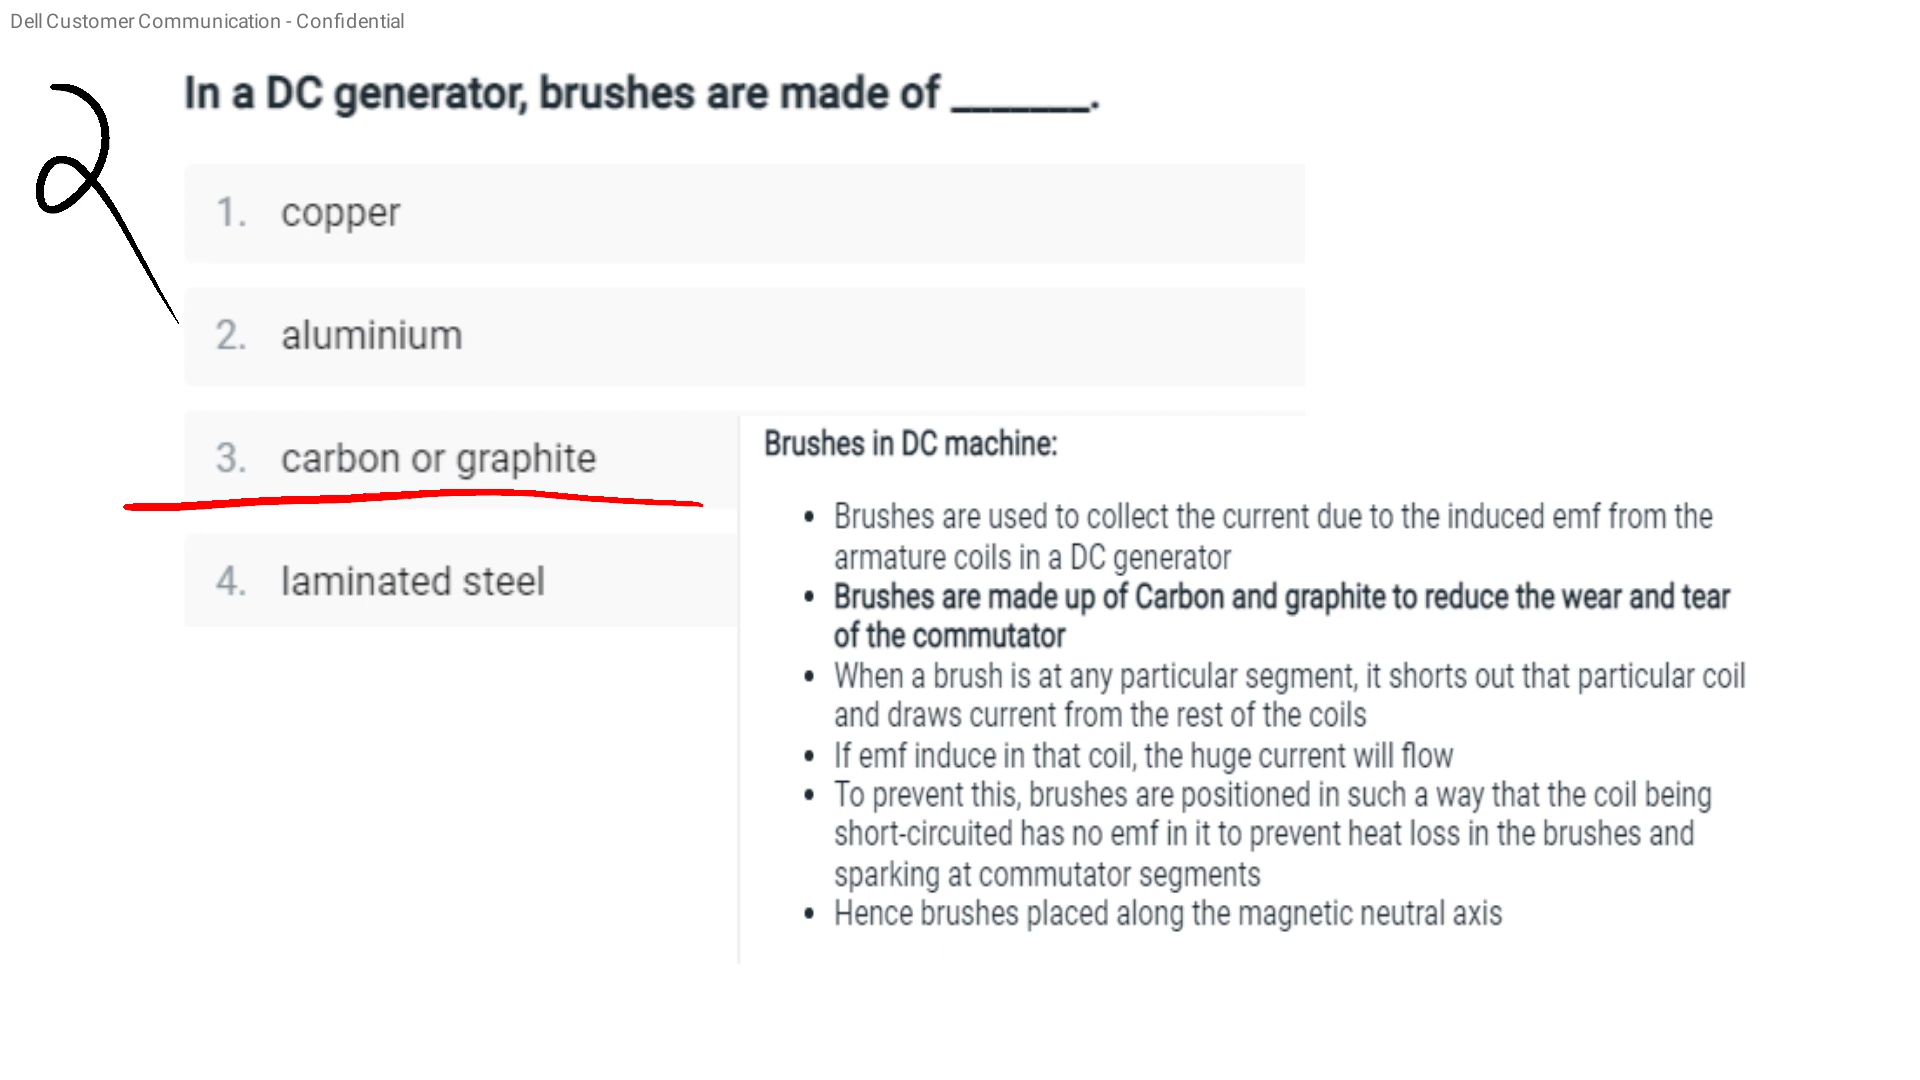 Dell Customer Communication - Confidential
2
In a DC generator, brushes are made of _______.
1. copper
2. aluminium
3. carbon or graphite
4. laminated steel
Brushes in DC machine:
• Brushes are used to collect the current due to the induced emf from the
armature coils in a DC generator
• Brushes are made up of Carbon and graphite to reduce the wear and tear
of the commutator
• When a brush is at any particular segment, it shorts out that particular coil
and draws current from the rest of the coils
• If emf induce in that coil, the huge current will flow
• To prevent this, brushes are positioned in such a way that the coil being
short-circuited has no emf in it to prevent heat loss in the brushes and
sparking at commutator segments
• Hence brushes placed along the magnetic neutral axis